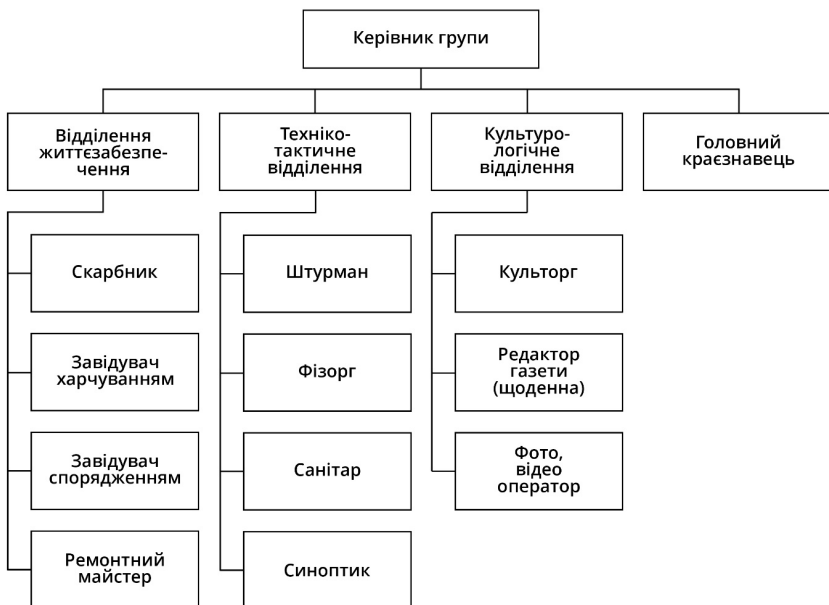 Керівник групи
Відділення
життєзабезпе-
чення
Техніко-
тактичне
відділення
Культуро-
логічне
відділення
Головний
краєзнавець
Скарбник
Завідувач
харчуванням
Завідувач
спорядженням
Ремонтний
майстер
Штурман
Фізорг
Санітар
Синоптик
Культорг
Редактор
газети
(щоденна)
Фото,
відео
оператор